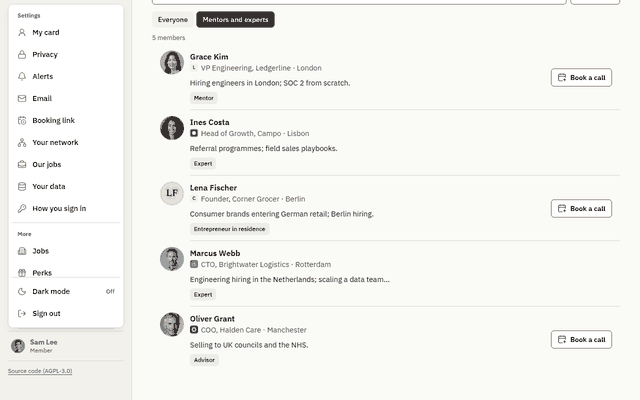 Settings
My card
Privacy
Alerts
Email
Booking link
Your network
Our jobs
Your data
How you sign in
More
Jobs
Perks
Dark mode Off
Sign out
Sam Lee
Member
Source code (AGPL-3.0)
Everyone Mentors and experts
5 members
Grace Kim
L VP Engineering, Ledgerline · London
Hiring engineers in London; SOC 2 from scratch.
Mentor
Book a call
Ines Costa
Head of Growth, Campo · Lisbon
Referral programmes; field sales playbooks.
Expert
LF
Lena Fischer
C Founder, Corner Grocer · Berlin
Consumer brands entering German retail; Berlin hiring.
Entrepreneur in residence
Book a call
Marcus Webb
CTO, Brightwater Logistics · Rotterdam
Engineering hiring in the Netherlands; scaling a data team...
Expert
Oliver Grant
COO, Halden Care · Manchester
Selling to UK councils and the NHS.
Advisor
Book a call